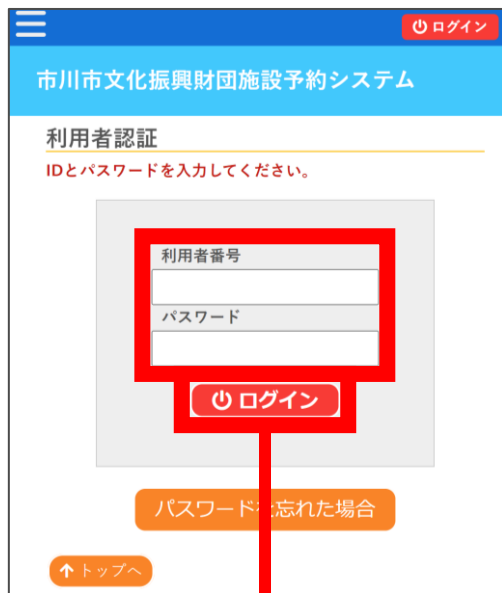 ログイン
市川市文化振興財団施設予約システム
利用者認証
IDとパスワードを入力してください。
利用者番号
パスワード
ログイン
パスワードを忘れた場合
トップへ